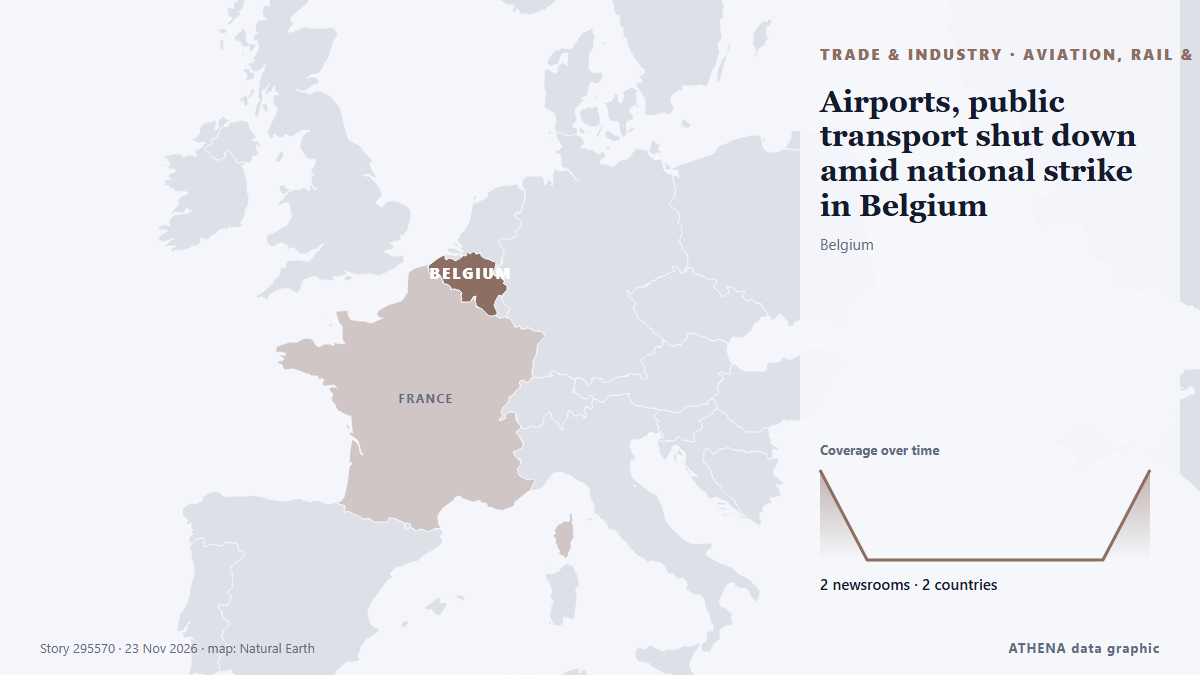 TRADE & INDUSTRY · AVIATION, RAIL &
Airports, public
transport shut down
amid national strike
in Belgium
Belgium
BELGIUM
FRANCE
Coverage over time
2 newsrooms · 2 countries
Story 295570 · 23 Nov 2026 · map: Natural Earth
ATHENA data graphic